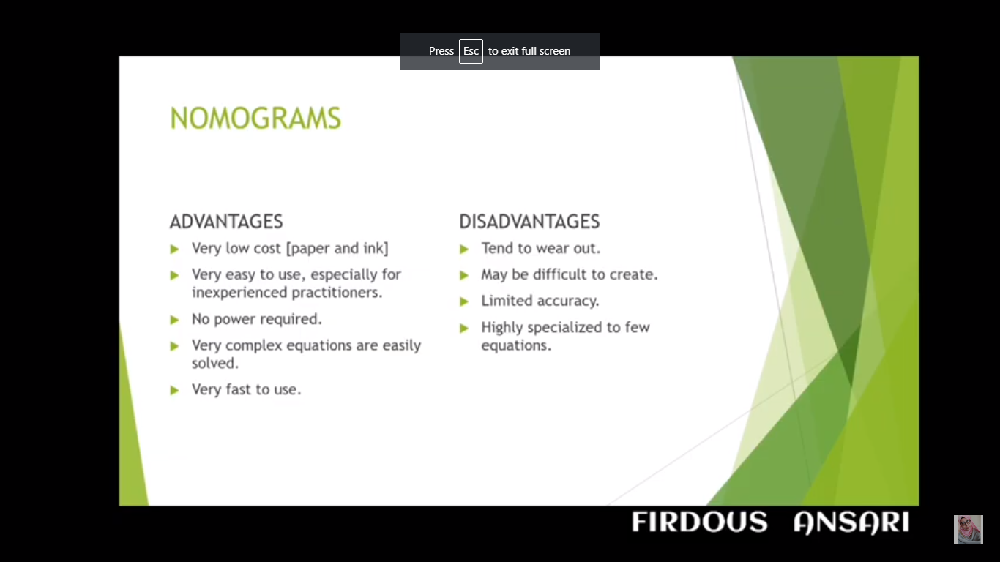 Press Esc to exit full screen
NOMOGRAMS
ADVANTAGES
Very low cost [paper and ink]
Very easy to use, especially for
inexperienced practitioners.
No power required.
Very complex equations are easily
solved.
Very fast to use.
DISADVANTAGES
Tend to wear out.
May be difficult to create.
Limited accuracy.
Highly specialized to few
equations.
FIRDOUS ANSARI